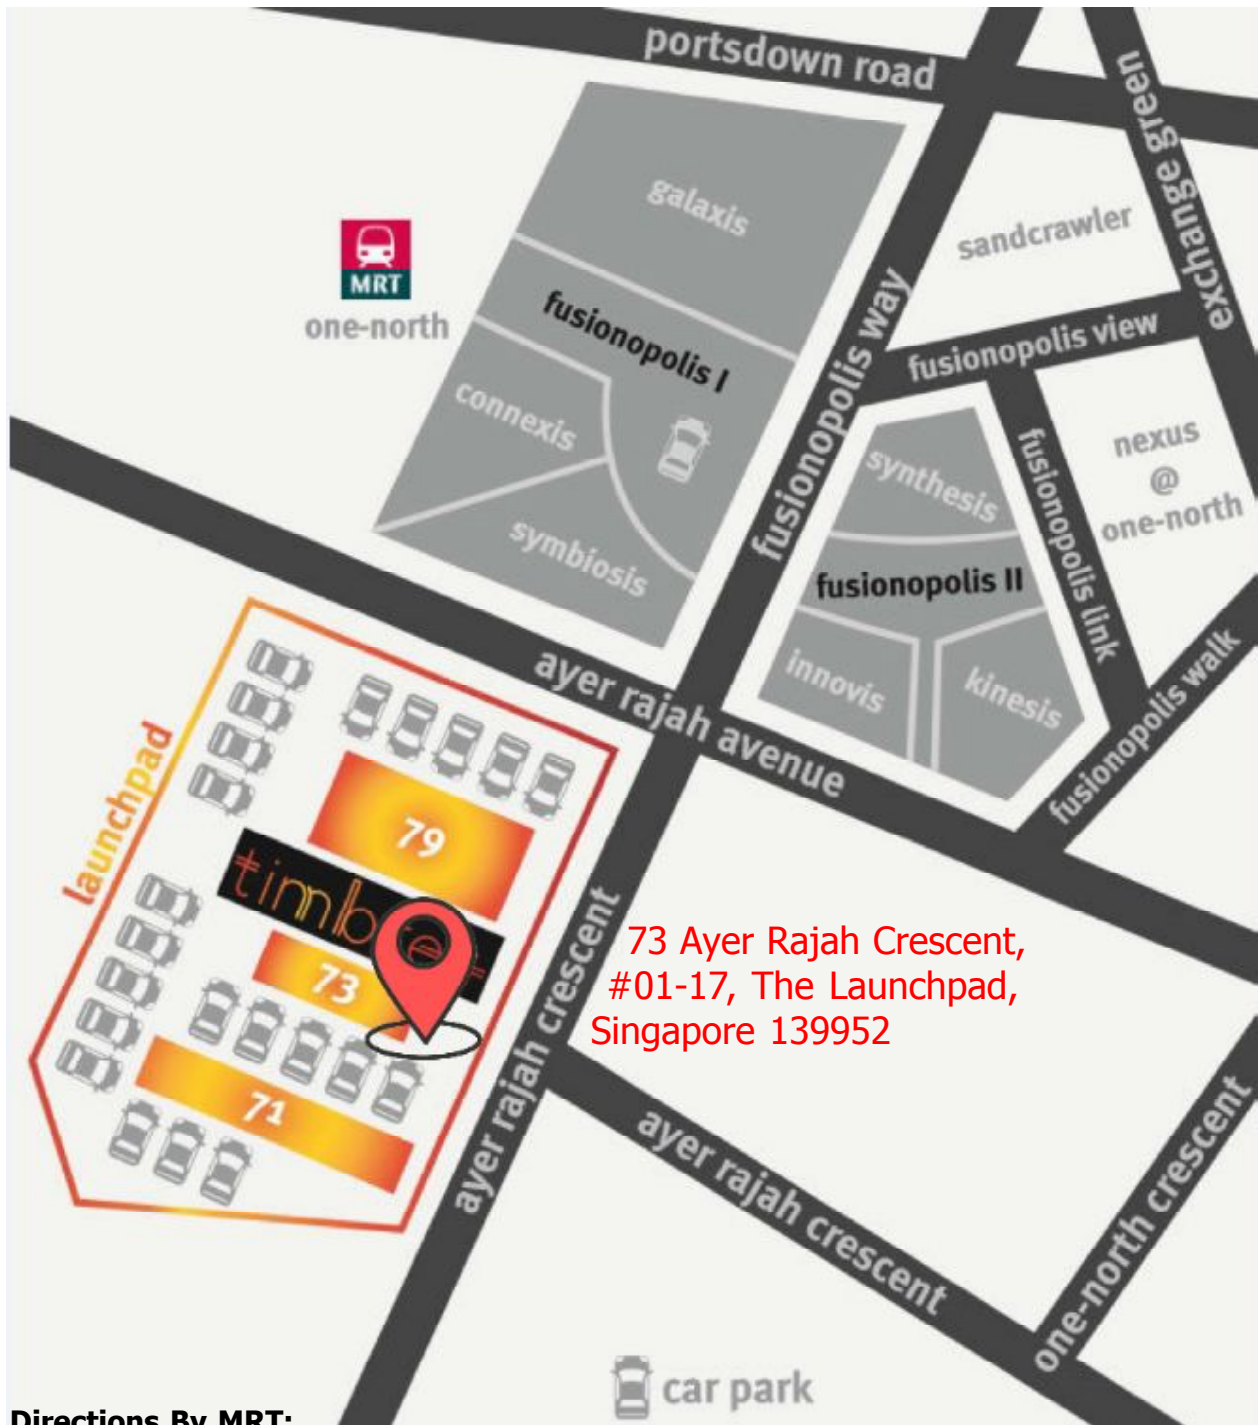 portsdown road
exchange green
galaxis
sandcrawler
MRT
one-north
fusionopolis I
fusionopolis way
fusionopolis view
connexis
nexus
@
one-north
synthesis
fusionopolis link
symbiosis
fusionopolis II
innovis
kinesis
fusionopolis walk
ayer rajah avenue
launchpad
79
73
71
ayer rajah crescent
73 Ayer Rajah Crescent,
#01-17, The Launchpad,
Singapore 139952
ayer rajah crescent
one-north crescent
car park
Directions By MRT: